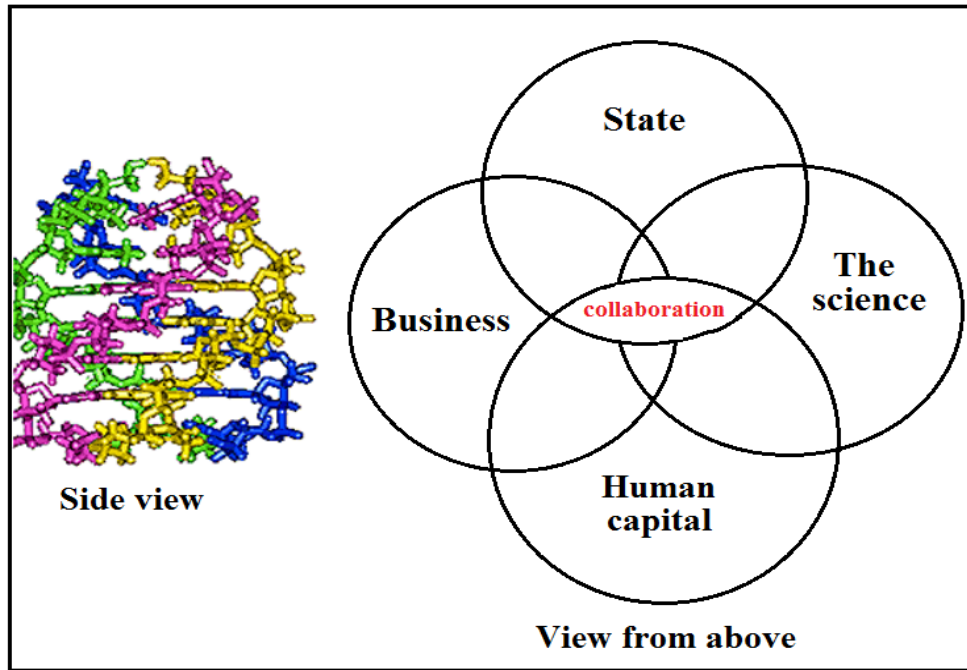 State
The
science
collaboration
Business
Human
capital
Side view
View from above